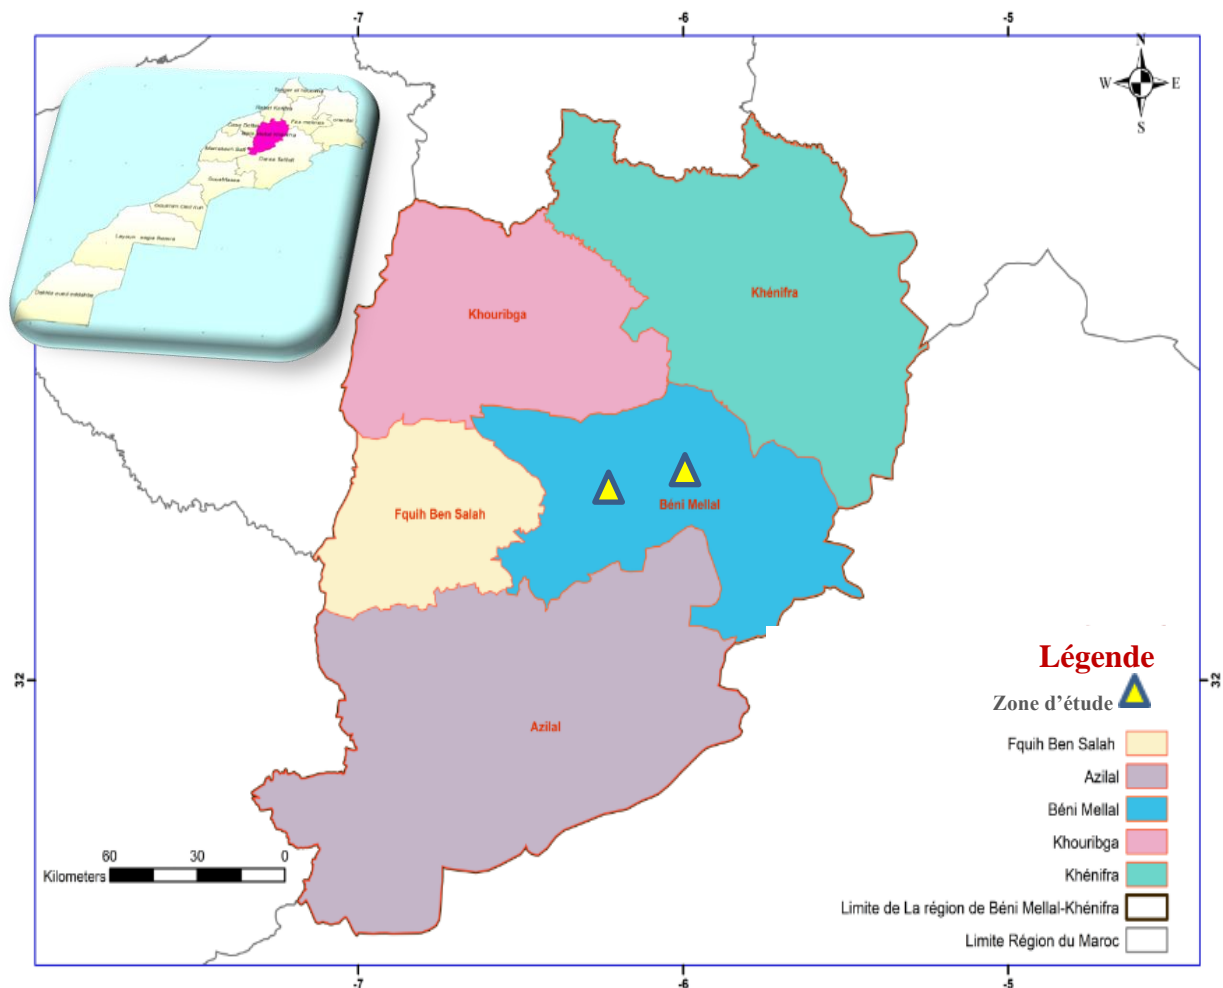 -7
-6
-5
N
W
E
S
Khénifra
Khouribga
Béni Mellal
Fquih Ben Salah
Azilal
32
32
Légende
Zone d'étude
Fquih Ben Salah
Azilal
Béni Mellal
Khouribga
Khénifra
Limite de La région de Béni Mellal-Khénifra
Limite Région du Maroc
60 30 0
Kilometers
-7
-6
-5